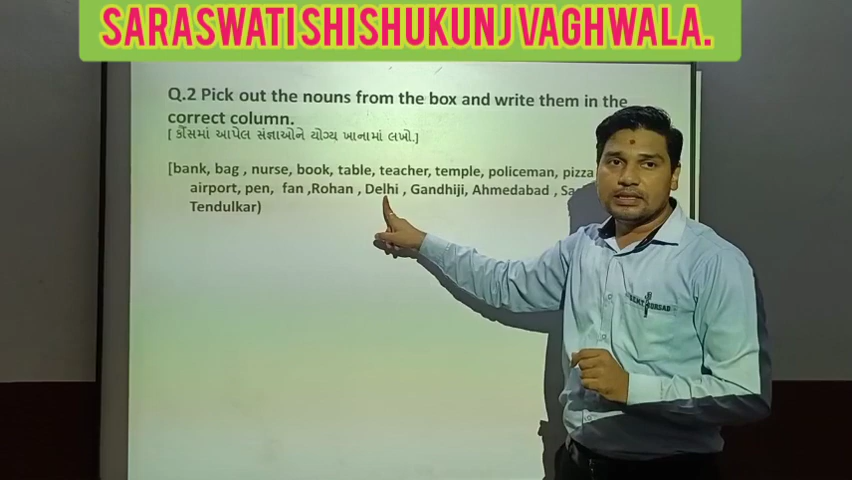 SARASWATI SHISHUKUNJ VAGHWALA.
Q.2 Pick out the nouns from the box and write them in the
correct column.
[ કૌંસમાં આપેલ સંજ્ઞાઓને યોગ્ય ખાનામાં લખો.]
[bank, bag , nurse, book, table, teacher, temple, policeman, pizza
airport, pen, fan ,Rohan , Delhi , Gandhiji, Ahmedabad ,
Tendulkar)